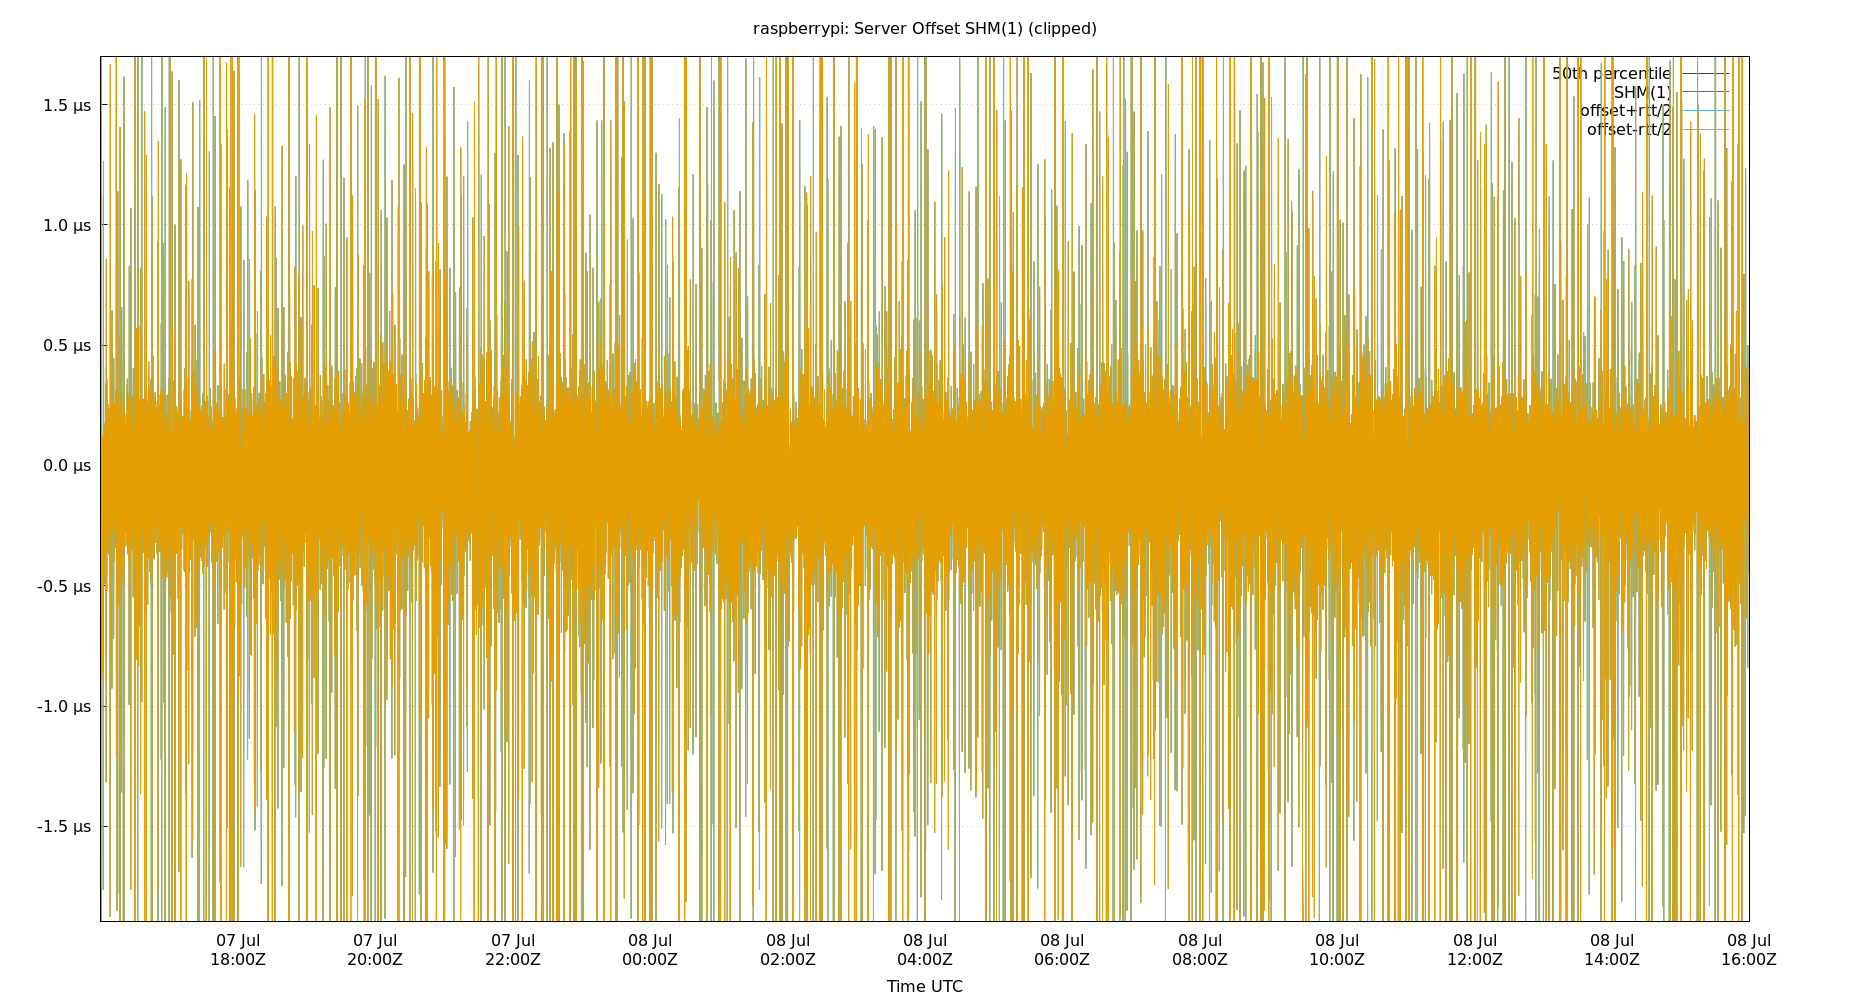 raspberrypi: Server Offset SHM(1) (clipped)
50th percentile
SHM(1)
offset+rtt/2
offset-rtt/2
1.5 µs
1.0 µs
0.5 µs
0.0 µs
-0.5 µs
-1.0 µs
-1.5 µs
07 Jul 07 Jul 07 Jul 08 Jul 08 Jul 08 Jul 08 Jul 08 Jul 08 Jul 08 Jul 08 Jul 08 Jul
18:00Z 20:00Z 22:00Z 00:00Z 02:00Z 04:00Z 06:00Z 08:00Z 10:00Z 12:00Z 14:00Z 16:00Z
Time UTC